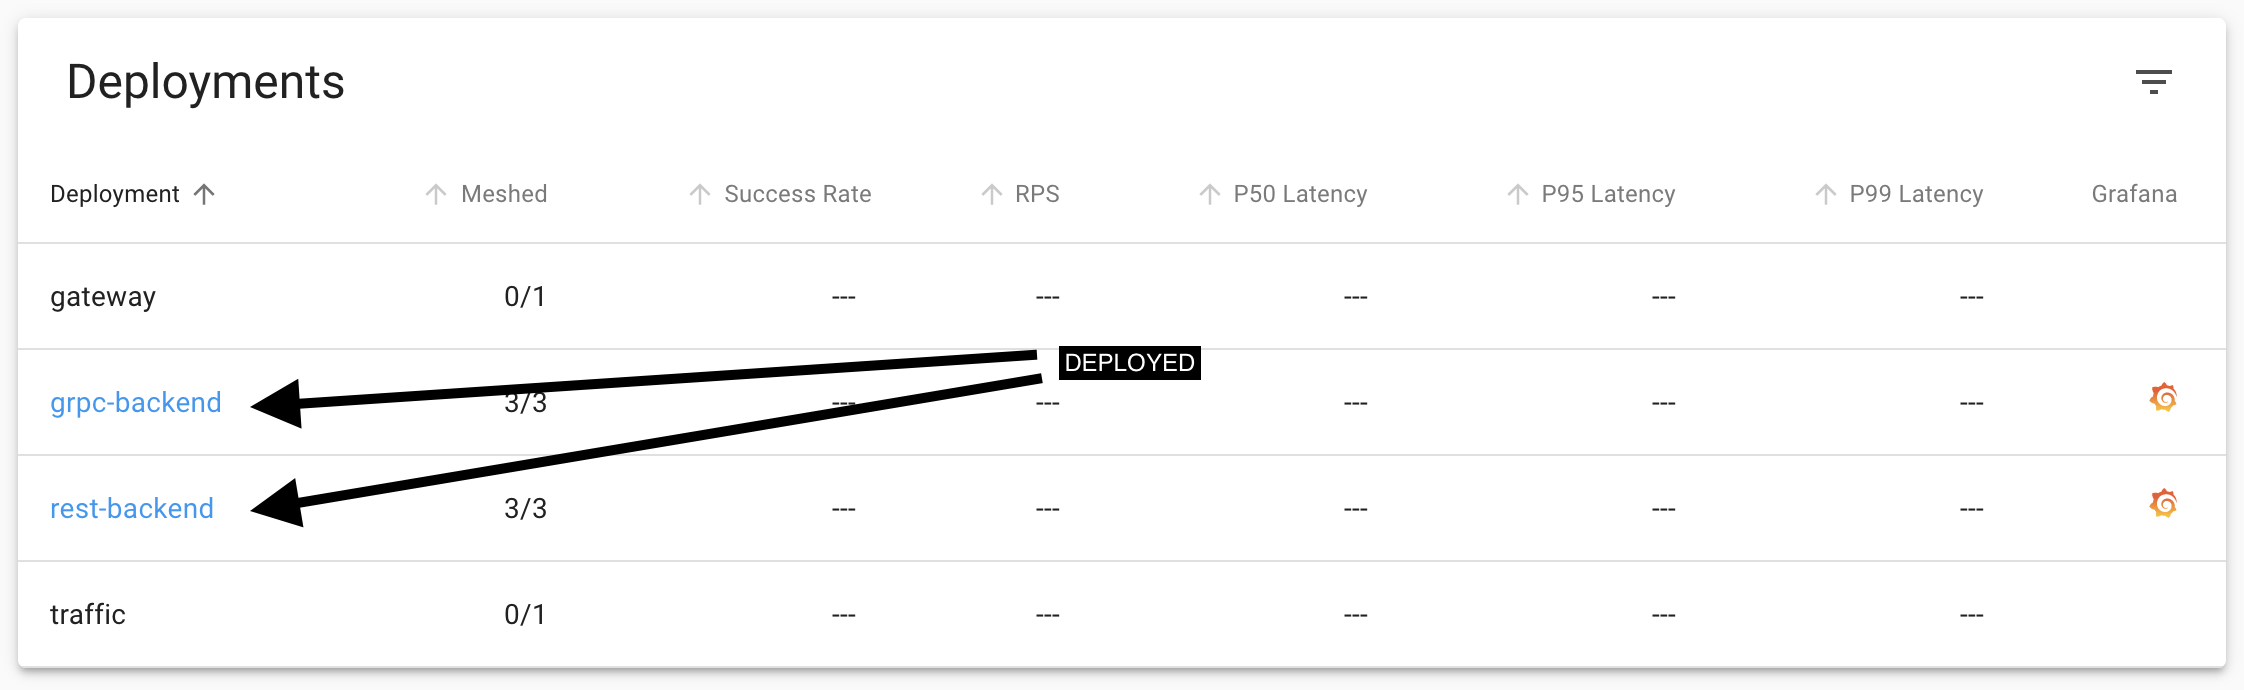 Deployments
Deployment Meshed Success Rate RPS P50 Latency P95 Latency P99 Latency Grafana
gateway 0/1 --- --- --- --- ---
DEPLOYED
grpc-backend 3/3 --- --- --- --- ---
rest-backend 3/3 --- --- --- --- ---
traffic 0/1 --- --- --- --- ---